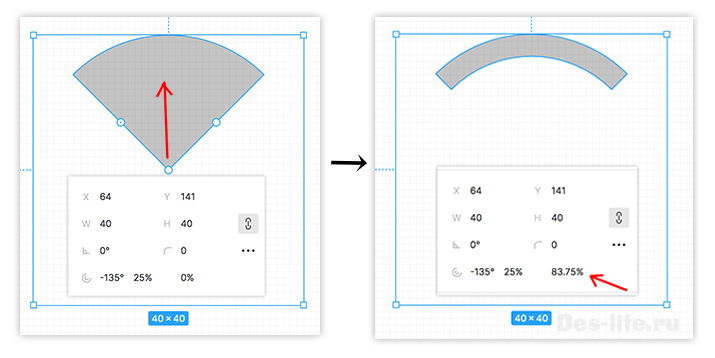 X 64 Y 141
W 40 H 40
0° 0
-135° 25% 0%
40 × 40
X 64 Y 141
W 40 H 40
0° 0
-135° 25% 83.75%
40 × 40
Des-life.ru